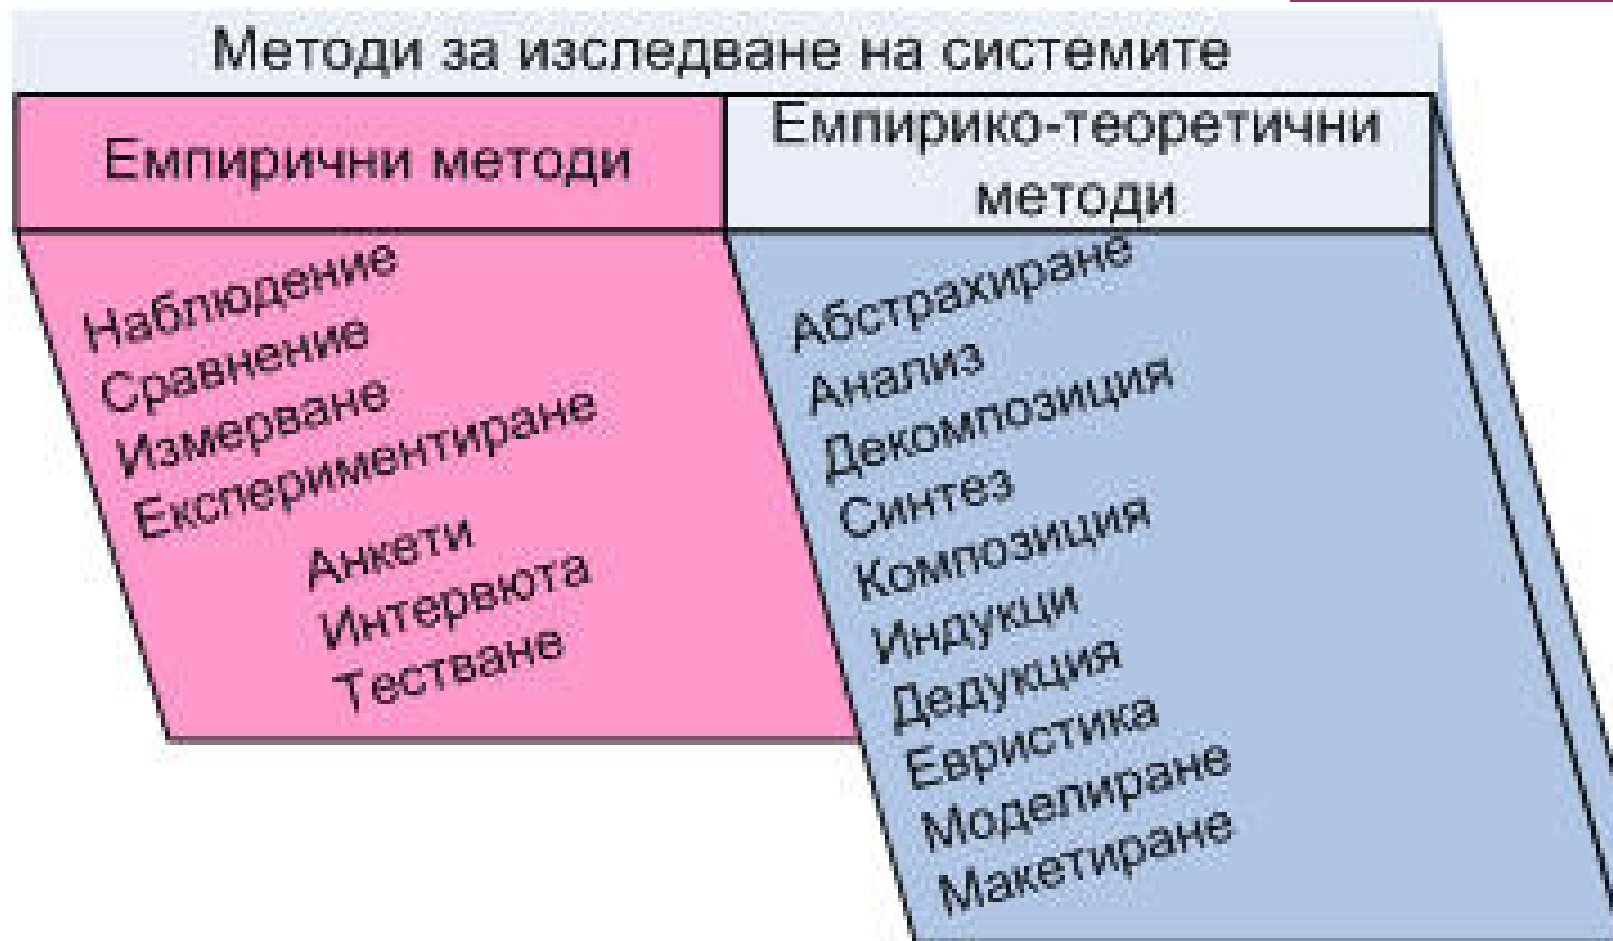 Методи за изследване на системите
Емпирични методи
Емпирико-теоретични
методи
Наблюдение
Сравнение
Измерване
Експериментиране
Анкети
Интервюта
Тестване
Абстрахиране
Анализ
Декомпозиция
Синтез
Композиция
Индукци
Дедукция
Евристика
Моделиране
Макетиране